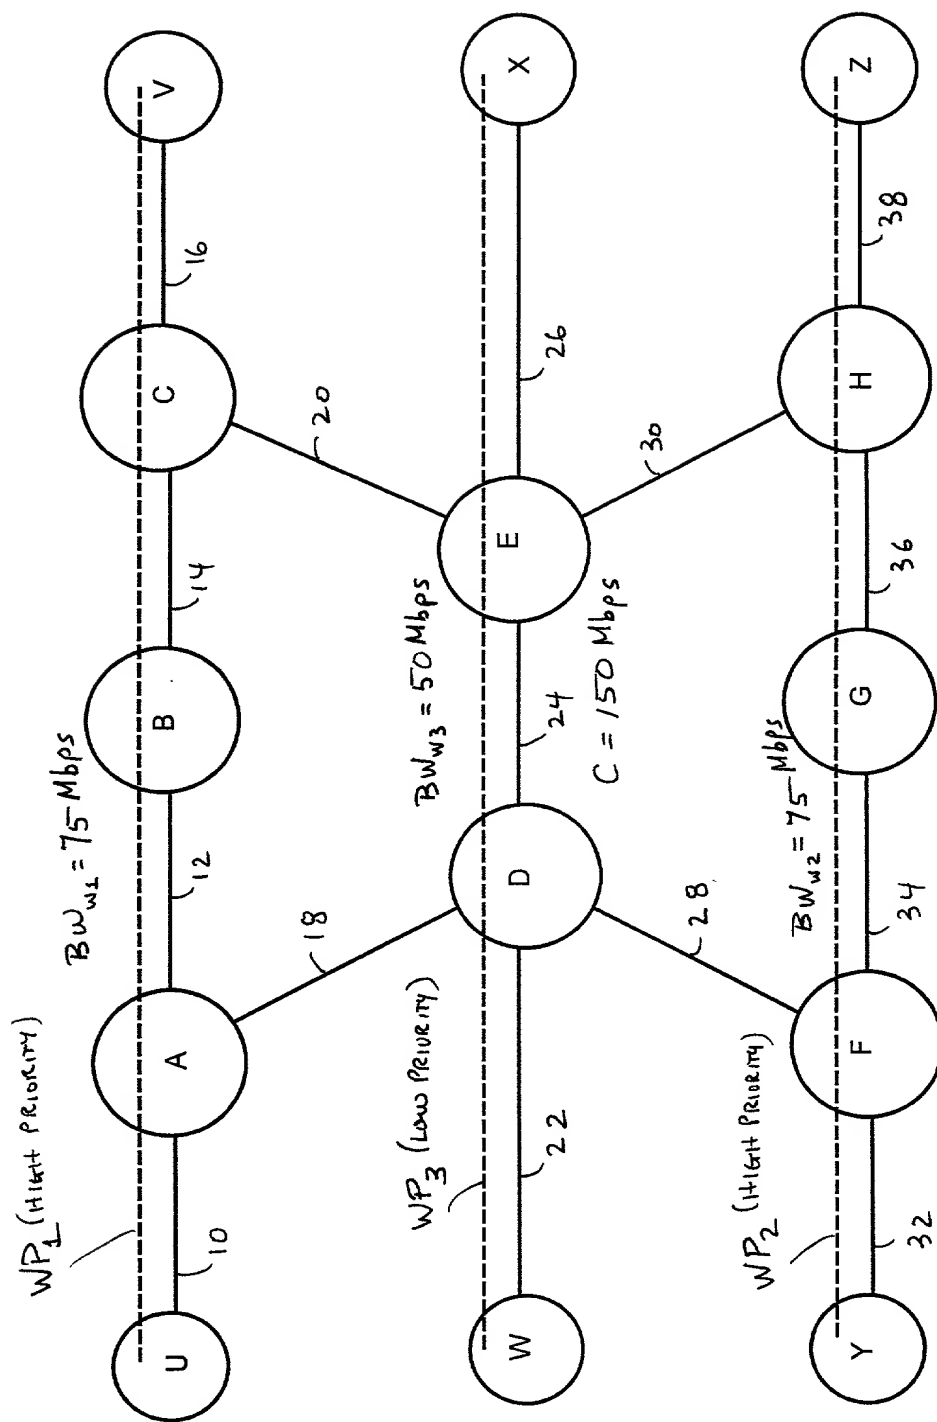 WP1 (HIGH PRIORITY)
BWW1 = 75 Mbps
U
A
B
C
V
10
12
14
16
18
20
WP3 (LOW PRIORITY)
BWW3 = 50 Mbps
W
D
E
X
22
24
26
C = 150 Mbps
28
30
WP2 (HIGH PRIORITY)
BWW2 = 75 Mbps
Y
F
G
H
Z
32
34
36
38